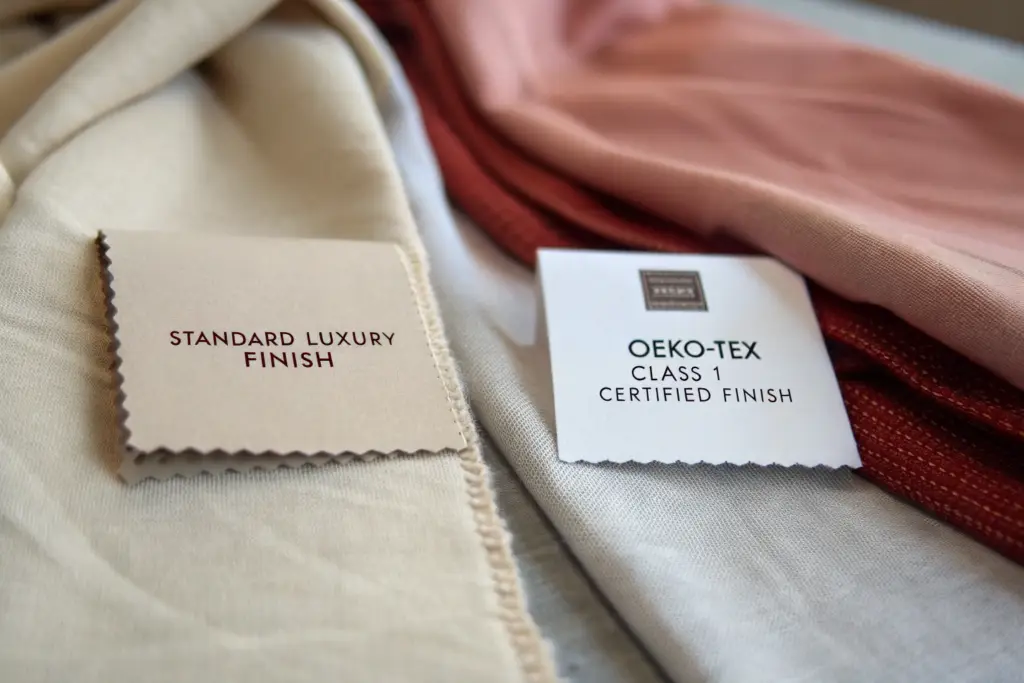 STANDARD LUXURY
FINISH
OEKO-TEX
CLASS 1
CERTIFIED FINISH